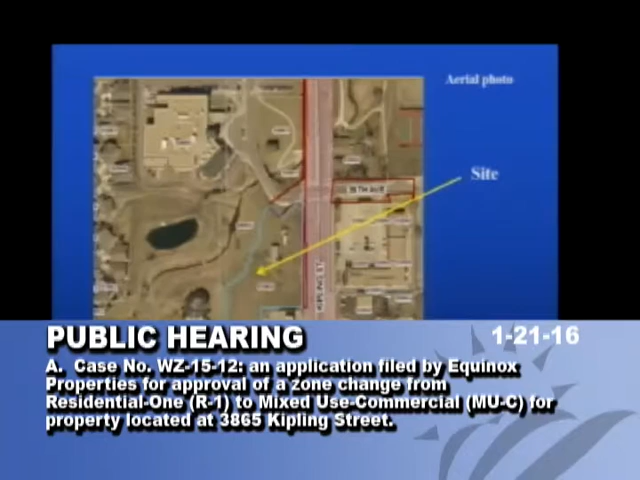 Aerial photo
Site
KIPLING ST
PUBLIC HEARING
1-21-16
A. Case No. WZ-15-12: an application filed by Equinox
Properties for approval of a zone change from
Residential-One (R-1) to Mixed Use-Commercial (MU-C) for
property located at 3865 Kipling Street.